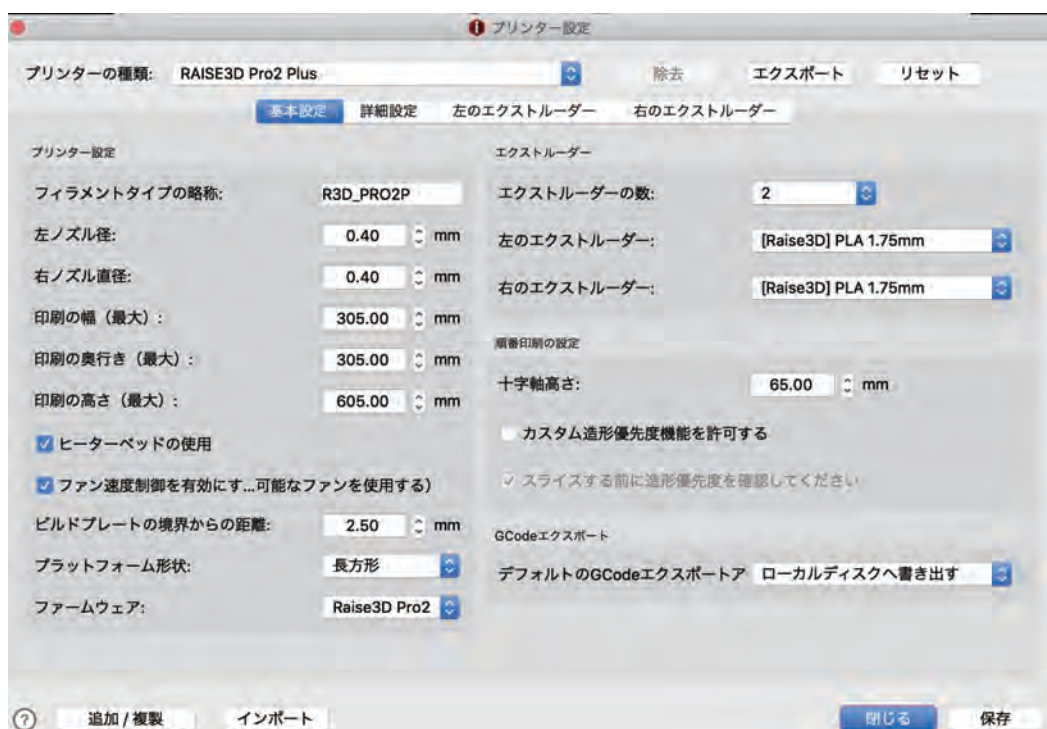 プリンター設定
プリンターの種類: RAISE3D Pro2 Plus 除去 エクスポート リセット
基本設定 詳細設定 左のエクストルーダー 右のエクストルーダー
プリンター設定
フィラメントタイプの略称: R3D_PRO2P
左ノズル径: 0.40 mm
右ノズル直径: 0.40 mm
印刷の幅（最大）: 305.00 mm
印刷の奥行き（最大）: 305.00 mm
印刷の高さ（最大）: 605.00 mm
ヒーターベッドの使用
ファン速度制御を有効にす...可能なファンを使用する)
ビルドプレートの境界からの距離: 2.50 mm
プラットフォーム形状: 長方形
ファームウェア: Raise3D Pro2
エクストルーダー
エクストルーダーの数: 2
左のエクストルーダー: [Raise3D] PLA 1.75mm
右のエクストルーダー: [Raise3D] PLA 1.75mm
順番印刷の設定
十字軸高さ: 65.00 mm
カスタム造形優先度機能を許可する
スライスする前に造形優先度を確認してください
GCodeエクスポート
デフォルトのGCodeエクスポートア ローカルディスクへ書き出す
? 追加 / 複製 インポート 閉じる 保存